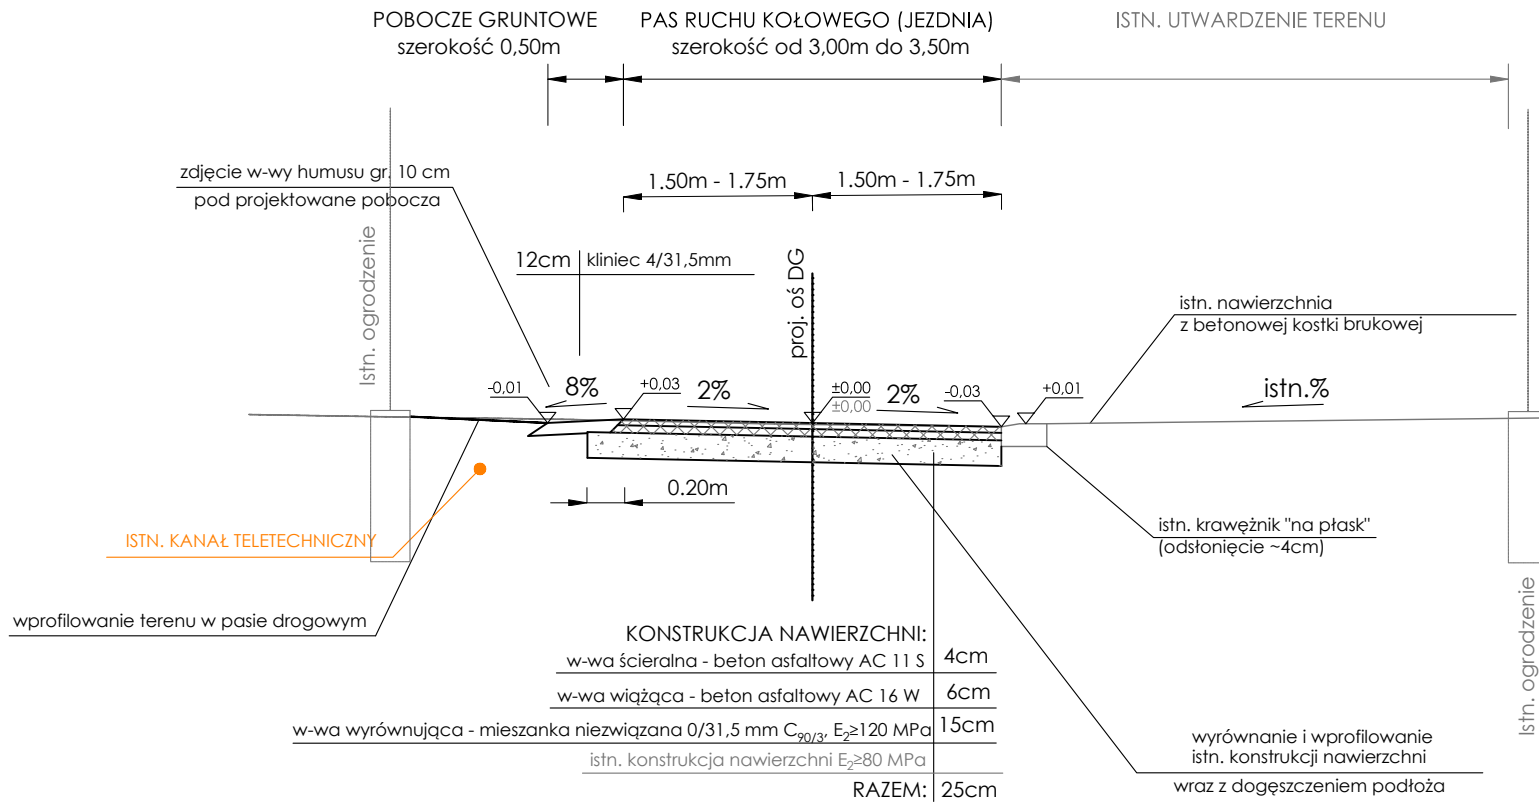 POBOCZE GRUNTOWE
szerokość 0,50m
PAS RUCHU KOŁOWEGO (JEZDNIA)
szerokość od 3,00m do 3,50m
ISTN. UTWARDZENIE TERENU
zdjęcie w-wy humusu gr. 10 cm
pod projektowane pobocza
1.50m - 1.75m
1.50m - 1.75m
Istn. ogrodzenie
12cm
kliniec 4/31,5mm
proj. oś DG
istn. nawierzchnia
z betonowej kostki brukowej
-0,01
8%
+0,03
2%
±0,00
±0,00
2%
-0,03
+0,01
istn.%
0.20m
ISTN. KANAŁ TELETECHNICZNY
istn. krawężnik "na płask"
(odsłonięcie ~4cm)
wprofilowanie terenu w pasie drogowym
Istn. ogrodzenie
KONSTRUKCJA NAWIERZCHNI:
w-wa ścieralna - beton asfaltowy AC 11 S 4cm
w-wa wiążąca - beton asfaltowy AC 16 W 6cm
w-wa wyrównująca - mieszanka niezwiązana 0/31,5 mm C90/3, E2≥120 MPa 15cm
istn. konstrukcja nawierzchni E2≥80 MPa
RAZEM: 25cm
wyrównanie i wprofilowanie
istn. konstrukcji nawierzchni
wraz z dogęszczeniem podłoża